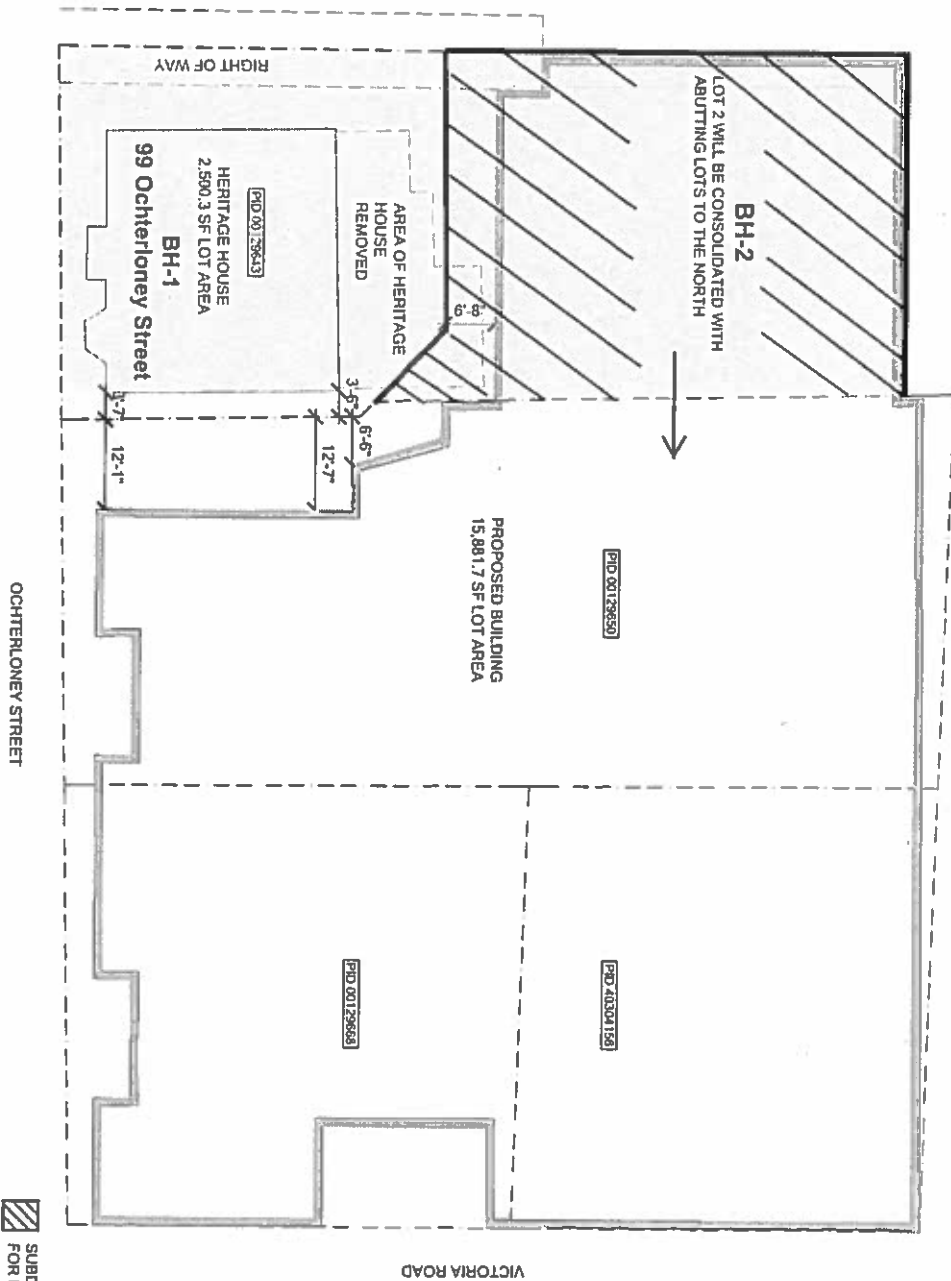 RIGHT OF WAY
LOT 2 WILL BE CONSOLIDATED WITH
ABUTTING LOTS TO THE NORTH
BH-2
AREA OF HERITAGE
HOUSE
REMOVED
PID 00129643
HERITAGE HOUSE
2,500.3 SF LOT AREA
BH-1
99 Ochterloney Street
6'-8"
3'-6"
6'-6"
12'-7"
12'-1"
PID 00129650
PROPOSED BUILDING
15,881.7 SF LOT AREA
PID 40304156
PID 00129668
OCHTERLONEY STREET
VICTORIA ROAD
FOR